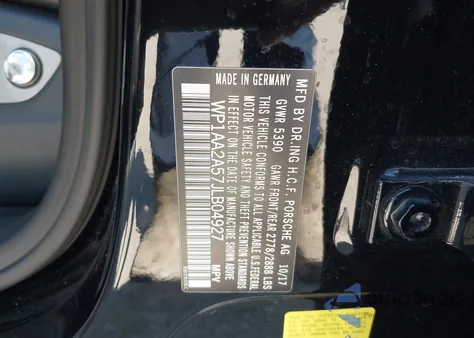 MADE IN GERMANY
MFD BY DR.ING H.C.F. PORSCHE AG 10/17
GVWR 5390 GAWR FRONT/REAR 2778/2888 LBS
THIS VEHICLE CONFORMS TO ALL APPLICABLE U.S. FEDERAL
MOTOR VEHICLE SAFETY AND THEFT PREVENTION STANDARDS
IN EFFECT ON THE DATE OF MANUFACTURE SHOWN ABOVE
WP1AA2A57JLB04927 MPV